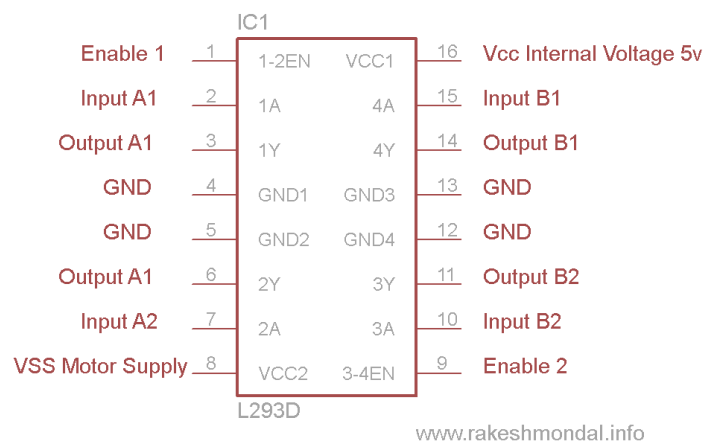 IC1
Enable 1 1 1-2EN VCC1 16 Vcc Internal Voltage 5v
Input A1 2 1A 4A 15 Input B1
Output A1 3 1Y 4Y 14 Output B1
GND 4 GND1 GND3 13 GND
GND 5 GND2 GND4 12 GND
Output A1 6 2Y 3Y 11 Output B2
Input A2 7 2A 3A 10 Input B2
VSS Motor Supply 8 VCC2 3-4EN 9 Enable 2
L293D
www.rakeshmondal.info